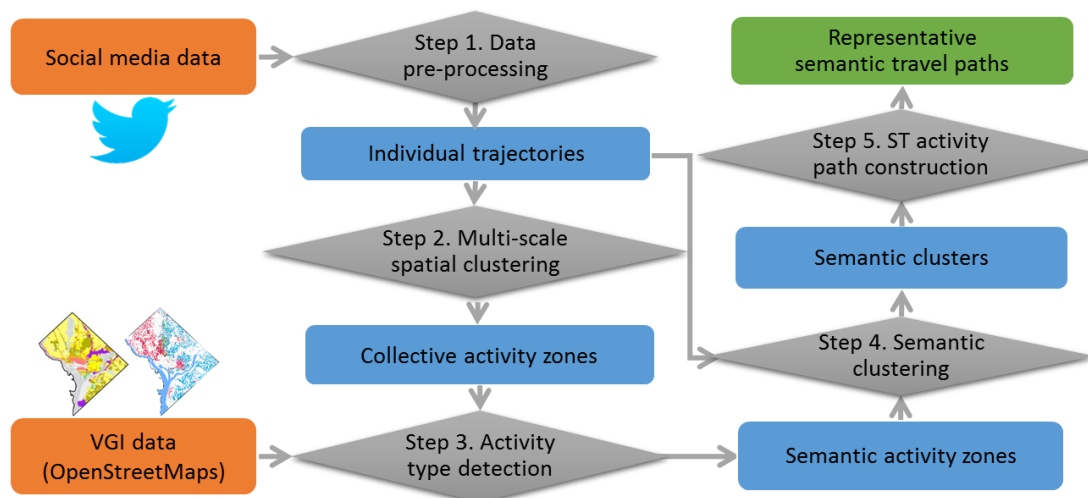 Social media data
Step 1. Data
pre-processing
Individual trajectories
Step 2. Multi-scale
spatial clustering
Collective activity zones
VGI data
(OpenStreetMaps)
Step 3. Activity
type detection
Semantic activity zones
Step 4. Semantic
clustering
Semantic clusters
Step 5. ST activity
path construction
Representative
semantic travel paths